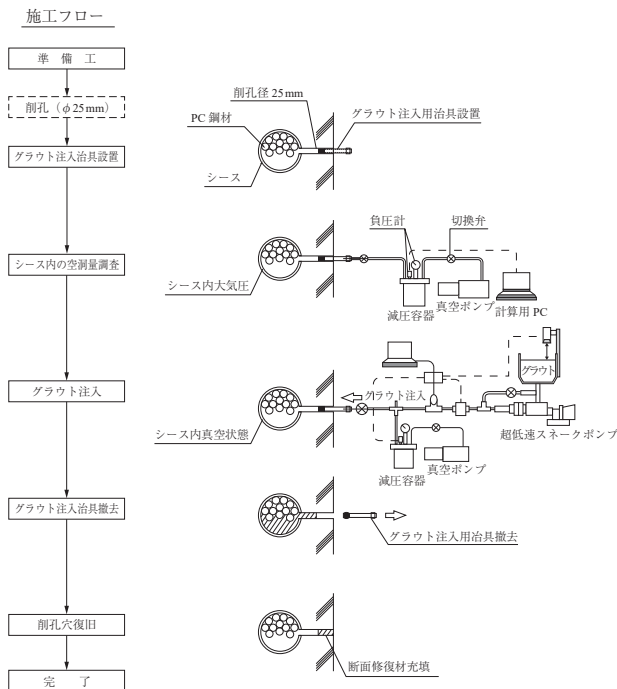 施工フロー
準備工
削孔（φ25mm）
グラウト注入治具設置
シース内の空洞量調査
グラウト注入
グラウト注入治具撤去
削孔穴復旧
完了
削孔径 25mm
PC 鋼材
グラウト注入用治具設置
シース
負圧計
切換弁
シース内大気圧
減圧容器
真空ポンプ
計算用 PC
グラウト
グラウト注入
シース内真空状態
超低速スネークポンプ
減圧容器
真空ポンプ
グラウト注入用治具撤去
断面修復材充填